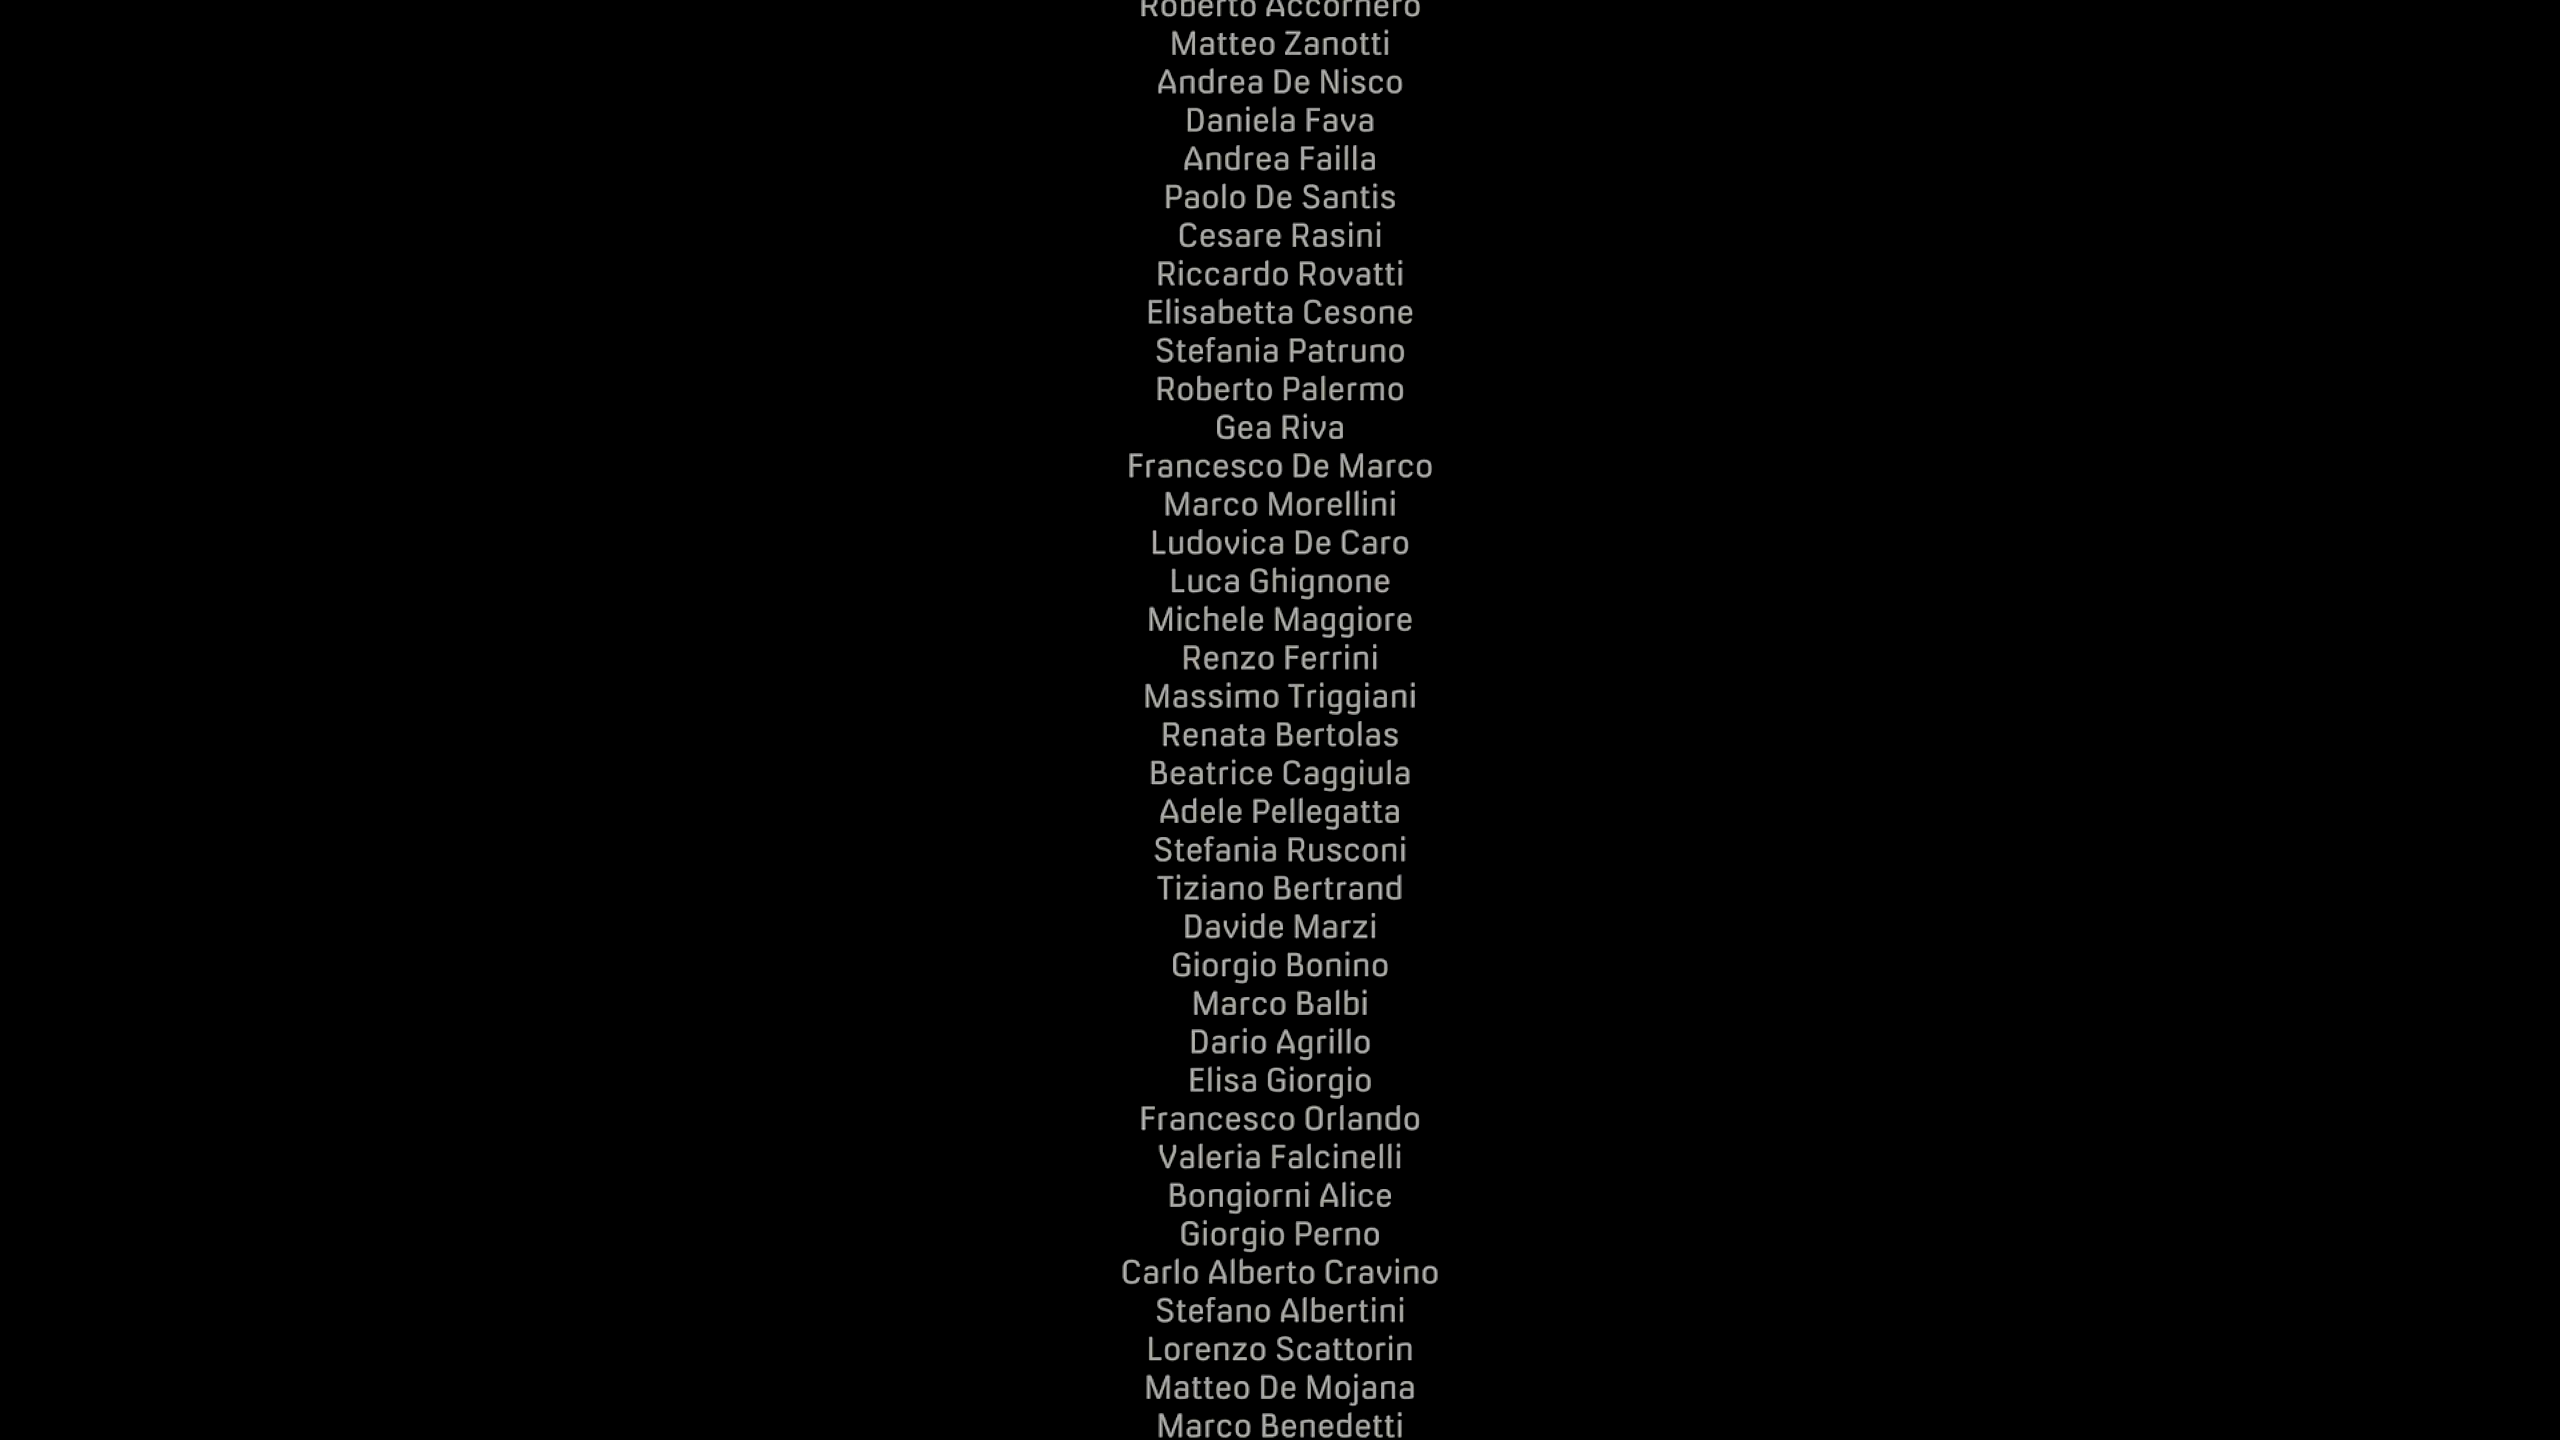 Roberto Accornero
Matteo Zanotti
Andrea De Nisco
Daniela Fava
Andrea Failla
Paolo De Santis
Cesare Rasini
Riccardo Rovatti
Elisabetta Cesone
Stefania Patruno
Roberto Palermo
Gea Riva
Francesco De Marco
Marco Morellini
Ludovica De Caro
Luca Ghignone
Michele Maggiore
Renzo Ferrini
Massimo Triggiani
Renata Bertolas
Beatrice Caggiula
Adele Pellegatta
Stefania Rusconi
Tiziano Bertrand
Davide Marzi
Giorgio Bonino
Marco Balbi
Dario Agrillo
Elisa Giorgio
Francesco Orlando
Valeria Falcinelli
Bongiorni Alice
Giorgio Perno
Carlo Alberto Cravino
Stefano Albertini
Lorenzo Scattorin
Matteo De Mojana
Marco Benedetti